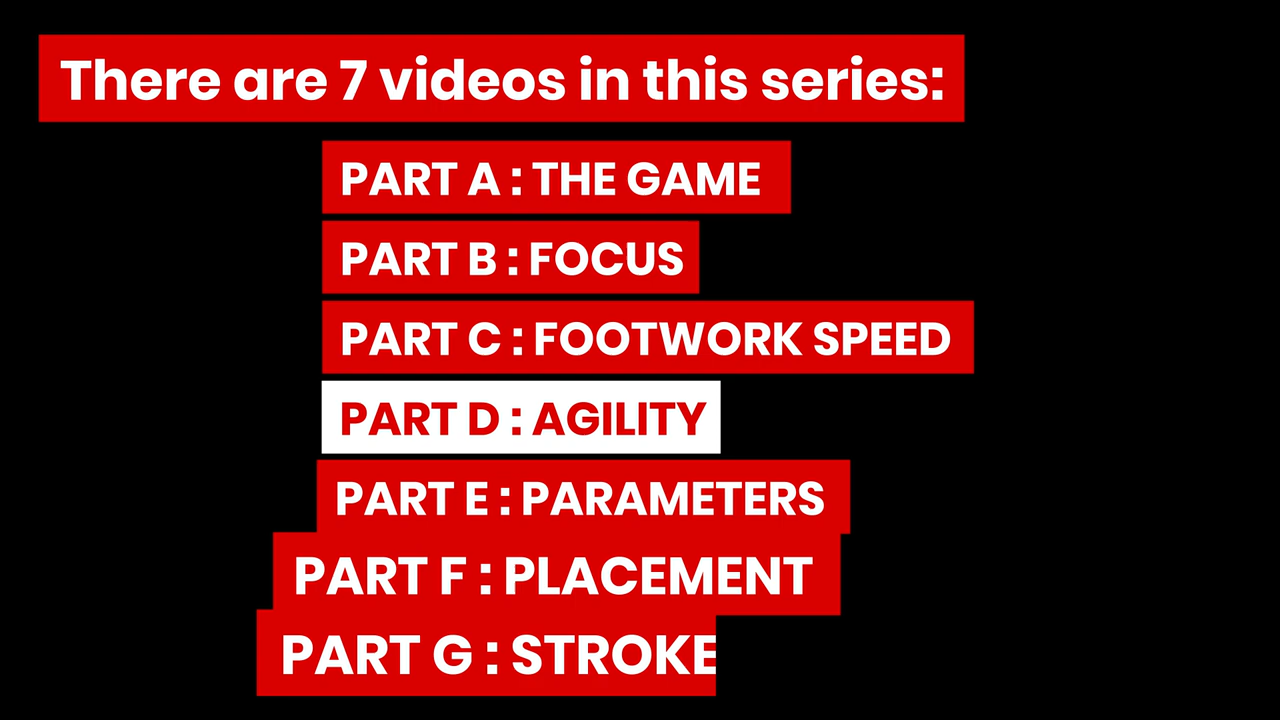 There are 7 videos in this series:
PART A : THE GAME
PART B : FOCUS
PART C : FOOTWORK SPEED
PART D : AGILITY
PART E : PARAMETERS
PART F : PLACEMENT
PART G : STROKE